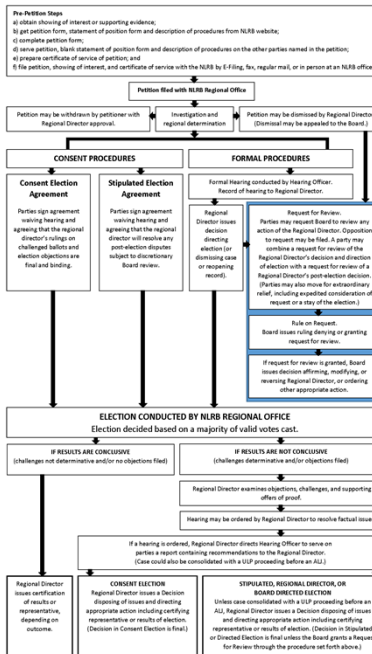 Pre-Petition Steps
a) obtain showing of interest or supporting evidence;
b) get petition form, statement of position form and description of procedures from NLRB website;
c) complete petition form;
d) serve petition, blank statement of position form and description of procedures on the other parties named in the petition;
e) prepare certificate of service of petition; and
f) file petition, showing of interest, and certificate of service with the NLRB by E-Filing, fax, regular mail, or in person at an NLRB office
Petition filed with NLRB Regional Office
Petition may be withdrawn by petitioner with
Regional Director approval.
Investigation and
regional determination
Petition may be dismissed by Regional Director
(Dismissal may be appealed to the Board.)
CONSENT PROCEDURES
FORMAL PROCEDURES
Consent Election
Agreement
Parties sign agreement
waiving hearing and
agreeing that the regional
director's rulings on
challenged ballots and
election objections are
final and binding.
Stipulated Election
Agreement
Parties sign agreement
waiving hearing and
agreeing that the regional
director will resolve any
post-election disputes
subject to discretionary
Board review.
Formal Hearing conducted by Hearing Officer.
Record of hearing to Regional Director.
Regional
Director issues
decision
directing
election (or
dismissing case
or reopening
record).
Request for Review.
Parties may request Board to review any
action of the Regional Director. Opposition
to request may be filed. A party may
combine a request for review of the
Regional Director's decision and direction
of election with a request for review of a
Regional Director's post-election decision.
(Parties may also move for extraordinary
relief, including expedited consideration of
request or a stay of the election.)
Rule on Request.
Board issues ruling denying or granting
request for review.
If request for review is granted, Board
issues decision affirming, modifying, or
reversing Regional Director, or ordering
other appropriate action.
ELECTION CONDUCTED BY NLRB REGIONAL OFFICE
Election decided based on a majority of valid votes cast.
IF RESULTS ARE CONCLUSIVE
(challenges not determinative and/or no objections filed)
IF RESULTS ARE NOT CONCLUSIVE
(challenges determinative and/or objections filed)
Regional Director examines objections, challenges, and supporting
offers of proof.
Hearing may be ordered by Regional Director to resolve factual issue
If a hearing is ordered, Regional Director directs Hearing Officer to serve on
parties a report containing recommendations to the Regional Director.
(Case could also be consolidated with a ULP proceeding before an ALJ.)
Regional Director
issues certification
of results or
representative,
depending on
outcome.
CONSENT ELECTION
Regional Director issues a Decision
disposing of issues and directing
appropriate action including certifying
representative or results of election.
(Decision in Consent Election is final.)
STIPULATED, REGIONAL DIRECTOR, OR
BOARD DIRECTED ELECTION
Unless case consolidated with a ULP proceeding before an
ALJ, Regional Director issues a Decision disposing of issues
and directing appropriate action including certifying
representative or results of election. (Decision in Stipulated
or Directed Election is final unless the Board grants a Reque
for Review through the procedure set forth above.)